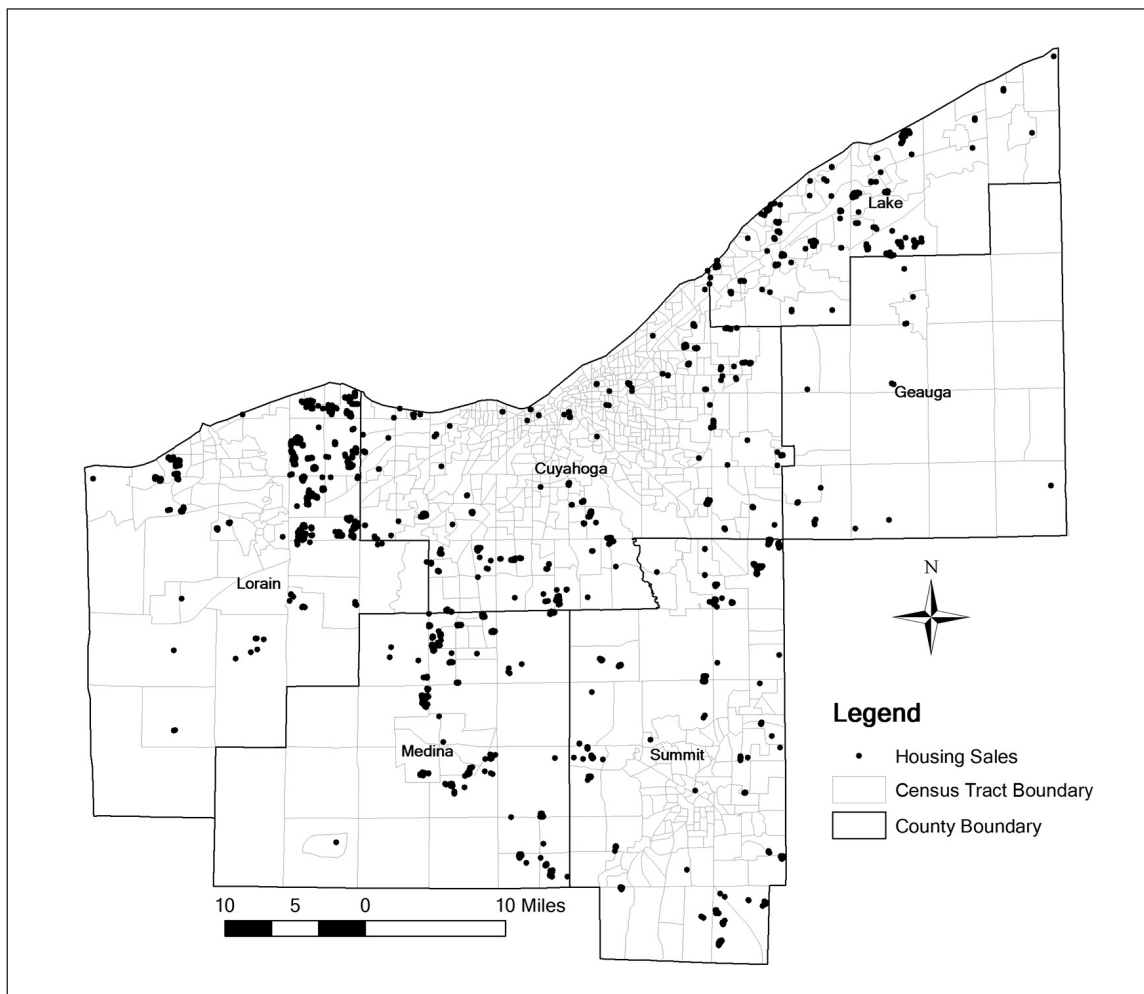 Lake
Geauga
Cuyahoga
Lorain
N
Medina
Summit
Legend
Housing Sales
Census Tract Boundary
County Boundary
10 5 0 10 Miles